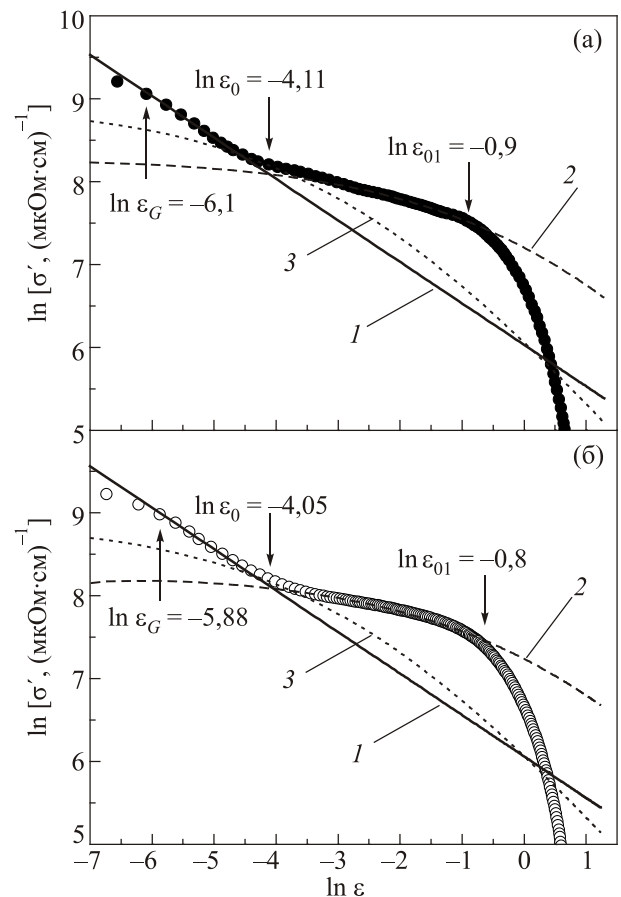 10
(а)
ln ε₀ = –4,11
9
ln ε₀₁ = –0,9
8
2
ln ε_G = –6,1
ln [σ′, (мкОм·см)⁻¹
7
3
1
6
5
(б)
ln ε₀ = –4,05
9
ln ε₀₁ = –0,8
8
2
ln ε_G = –5,88
ln [σ′, (мкОм·см)⁻¹
7
3
1
6
5
–7 –6 –5 –4 –3 –2 –1 0 1
ln ε